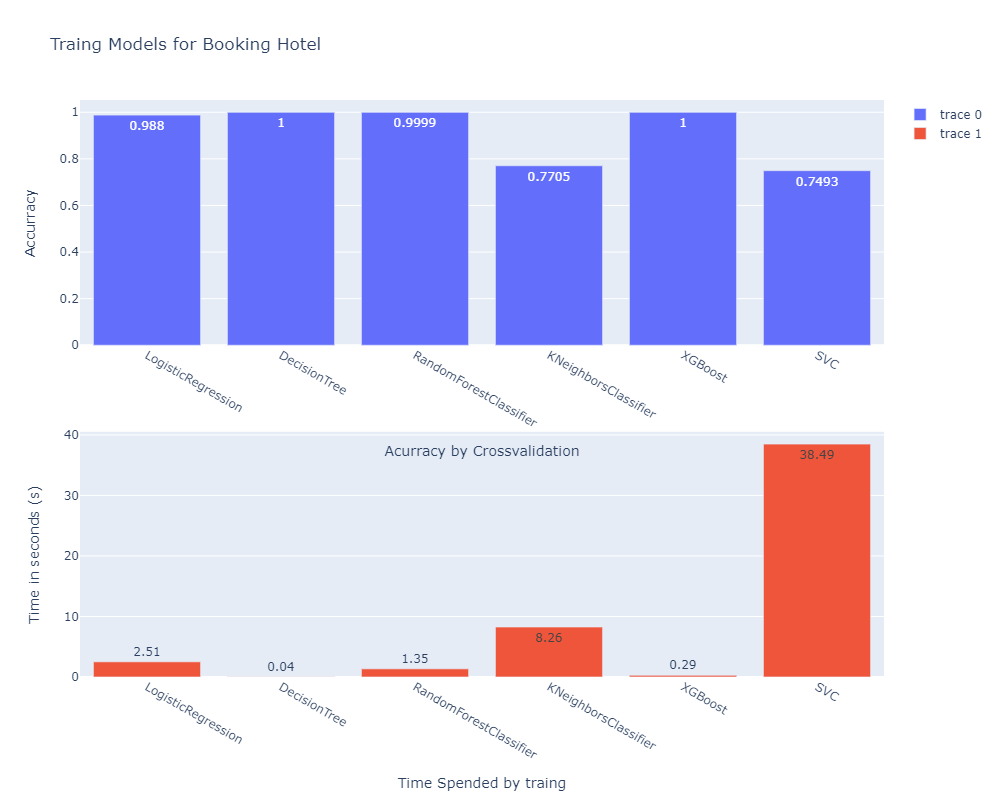 Traing Models for Booking Hotel
trace 0
trace 1
Accurracy
1
0.8
0.6
0.4
0.2
0
0.988
1
0.9999
0.7705
1
0.7493
LogisticRegression
DecisionTree
RandomForestClassifier
KNeighborsClassifier
XGBoost
SVC
Acurracy by Crossvalidation
Time in seconds (s)
40
30
20
10
0
2.51
0.04
1.35
8.26
0.29
38.49
LogisticRegression
DecisionTree
RandomForestClassifier
KNeighborsClassifier
XGBoost
SVC
Time Spended by traing